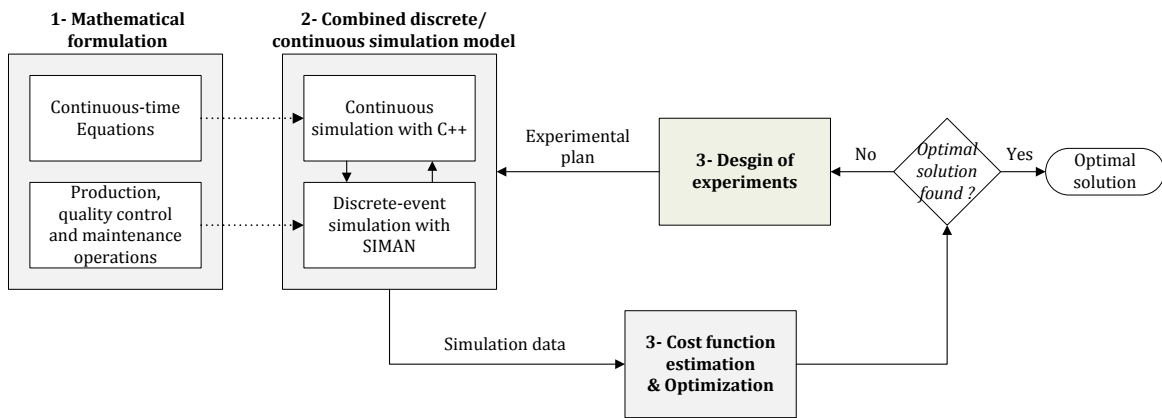 1- Mathematical
formulation
Continuous-time
Equations
Production,
quality control
and maintenance
operations
2- Combined discrete/
continuous simulation model
Continuous
simulation with C++
Discrete-event
simulation with
SIMAN
Experimental
plan
3- Desgin of
experiments
No
Optimal
solution
found ?
Yes
Optimal
solution
Simulation data
3- Cost function
estimation
& Optimization